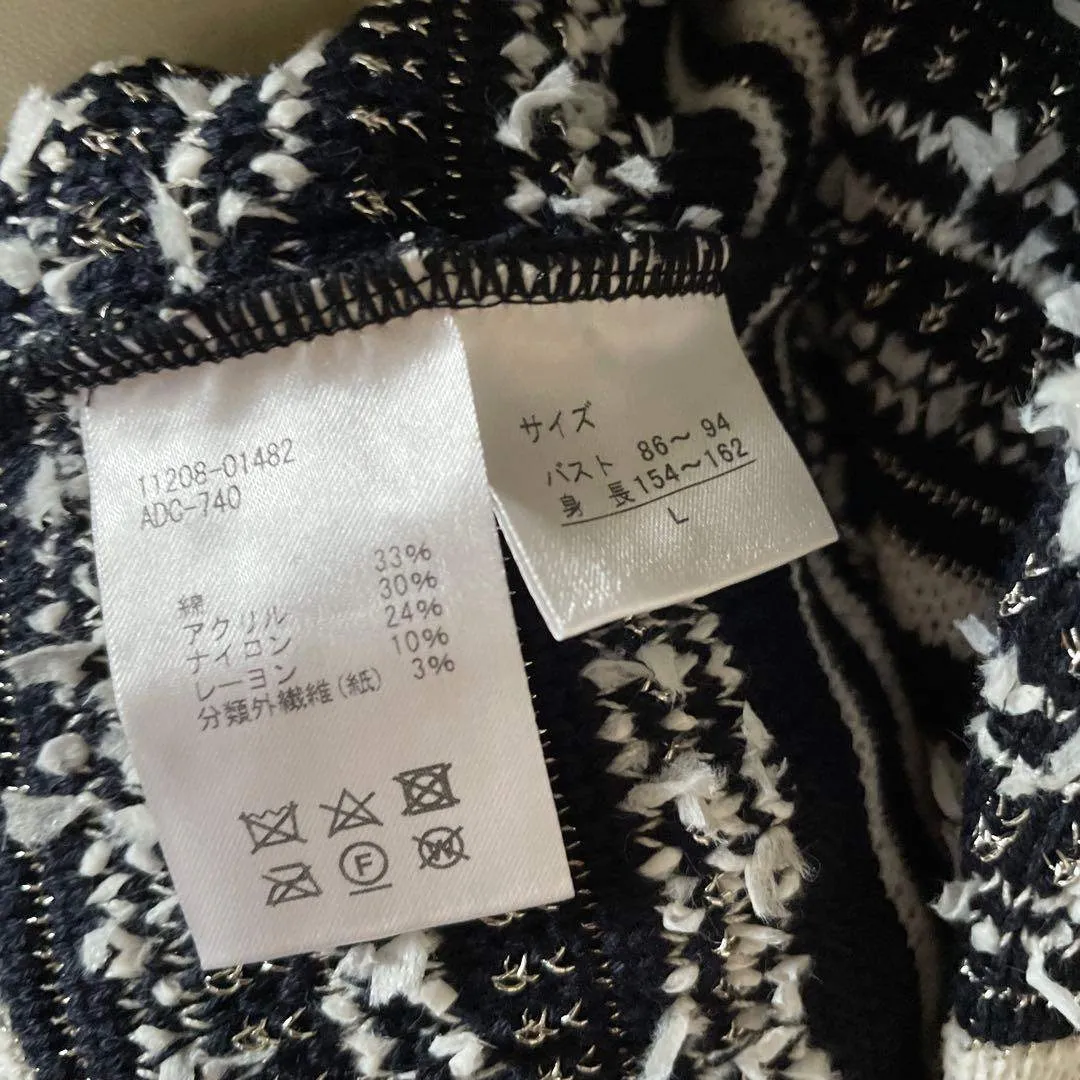 11208-01482
ADC-740
綿 33%
アクリル 30%
ナイロン 24%
レーヨン 10%
分類外繊維(紙) 3%
F
W
サイズ
バスト 86～ 94
身 長154～162
L